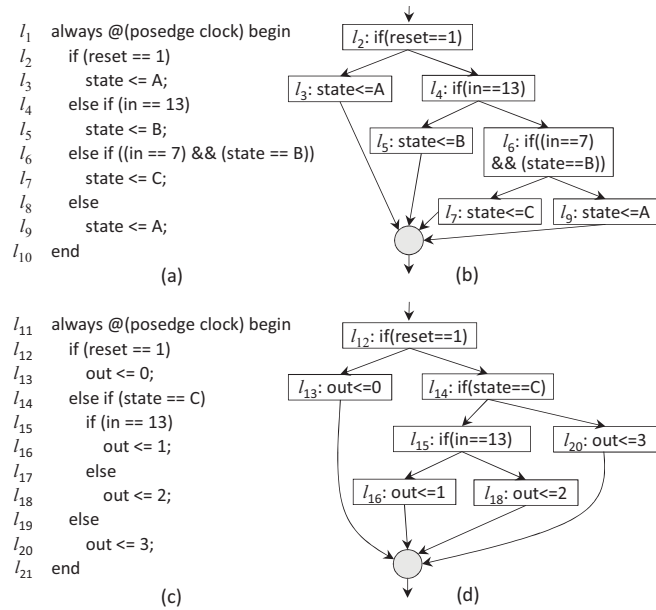 l1 always @(posedge clock) begin
l2 if (reset == 1)
l3 state <= A;
l4 else if (in == 13)
l5 state <= B;
l6 else if ((in == 7) && (state == B))
l7 state <= C;
l8 else
l9 state <= A;
l10 end
(a)
l2: if(reset==1)
l3: state<=A
l4: if(in==13)
l5: state<=B
l6: if((in==7)
&& (state==B))
l7: state<=C
l9: state<=A
(b)
l11 always @(posedge clock) begin
l12 if (reset == 1)
l13 out <= 0;
l14 else if (state == C)
l15 if (in == 13)
l16 out <= 1;
l17 else
l18 out <= 2;
l19 else
l20 out <= 3;
l21 end
(c)
l12: if(reset==1)
l13: out<=0
l14: if(state==C)
l15: if(in==13)
l20: out<=3
l16: out<=1
l18: out<=2
(d)